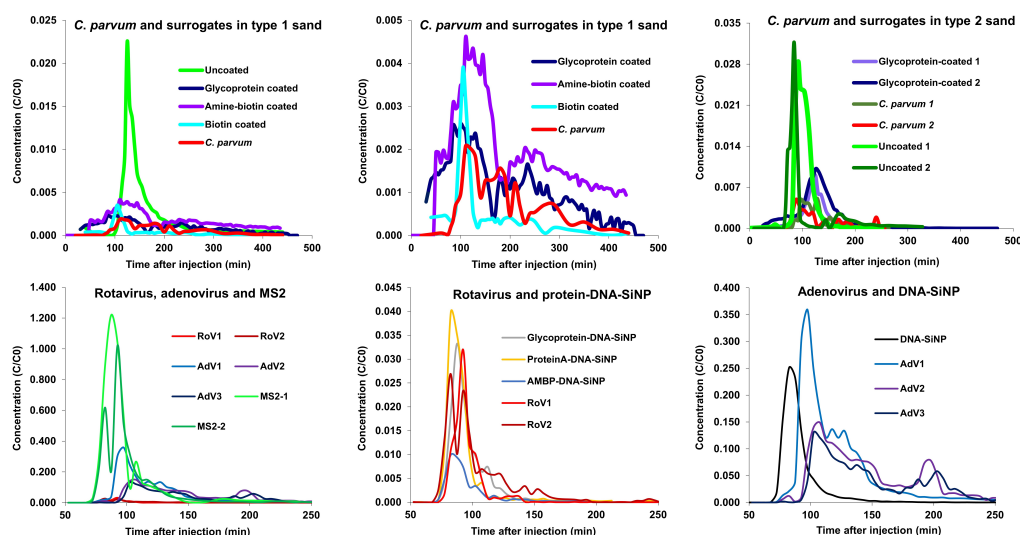 C. parvum and surrogates in type 1 sand
Concentration (C/C0)
0.025
0.020
0.015
0.010
0.005
0.000
Uncoated
Glycoprotein coated
Amine-biotin coated
Biotin coated
C. parvum
0 100 200 300 400 500
Time after injection (min)
C. parvum and surrogates in type 1 sand
Concentration (C/C0)
0.005
0.004
0.003
0.002
0.001
0.000
Glycoprotein coated
Amine-biotin coated
Biotin coated
C. parvum
0 100 200 300 400 500
Time after injection (min)
C. parvum and surrogates in type 2 sand
Concentration (C/C0)
0.035
0.028
0.021
0.014
0.007
0.000
Glycoprotein-coated 1
Glycoprotein-coated 2
C. parvum 1
C. parvum 2
Uncoated 1
Uncoated 2
0 100 200 300 400 500
Time after injection (min)
Rotavirus, adenovirus and MS2
Concentration (C/C0)
1.400
1.200
1.000
0.800
0.600
0.400
0.200
0.000
RoV1 RoV2
AdV1 AdV2
AdV3 MS2-1
MS2-2
50 100 150 200 250
Time after injection (min)
Rotavirus and protein-DNA-SiNP
Concentration (C/C0)
0.045
0.040
0.035
0.030
0.025
0.020
0.015
0.010
0.005
0.000
Glycoprotein-DNA-SiNP
ProteinA-DNA-SiNP
AMBP-DNA-SiNP
RoV1
RoV2
50 100 150 200 250
Time after injection (min)
Adenovirus and DNA-SiNP
Concentration (C/C0)
0.400
0.350
0.300
0.250
0.200
0.150
0.100
0.050
0.000
DNA-SiNP
AdV1
AdV2
AdV3
50 100 150 200 250
Time after injection (min)